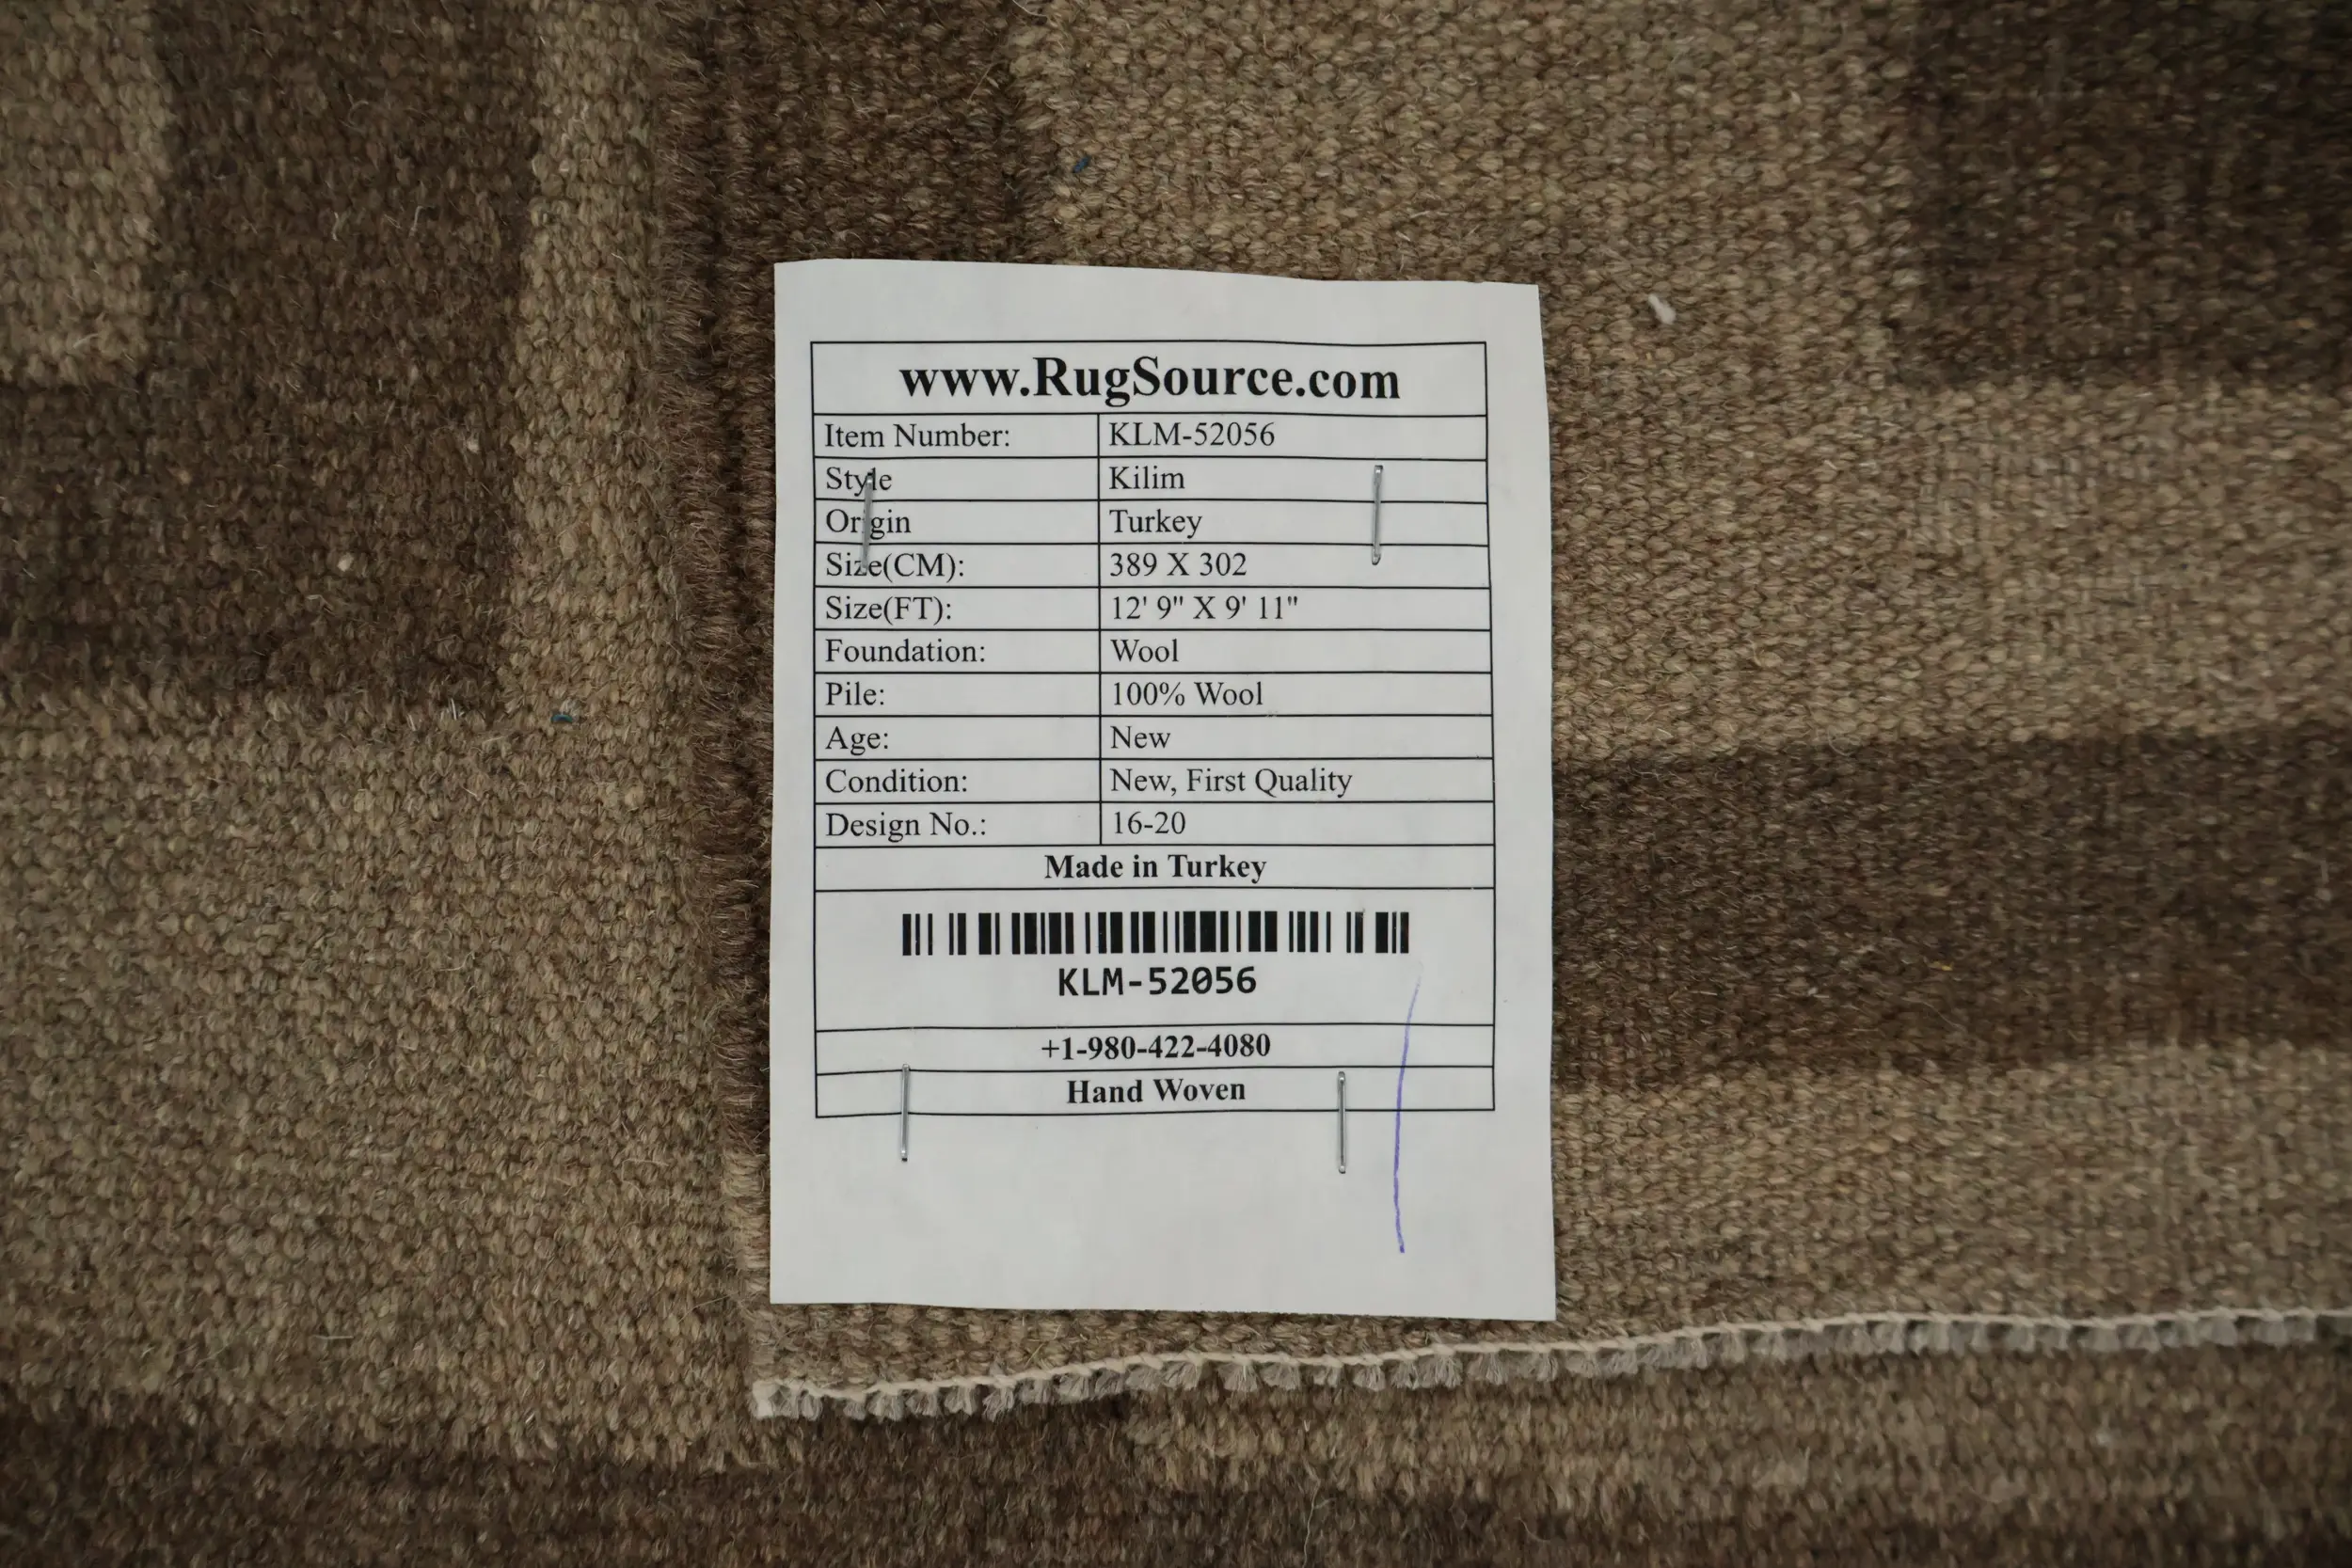 www.RugSource.com
Item Number: KLM-52056
Style Kilim
Origin Turkey
Size(CM): 389 X 302
Size(FT): 12' 9" X 9' 11"
Foundation: Wool
Pile: 100% Wool
Age: New
Condition: New, First Quality
Design No.: 16-20
Made in Turkey
KLM-52056
+1-980-422-4080
Hand Woven